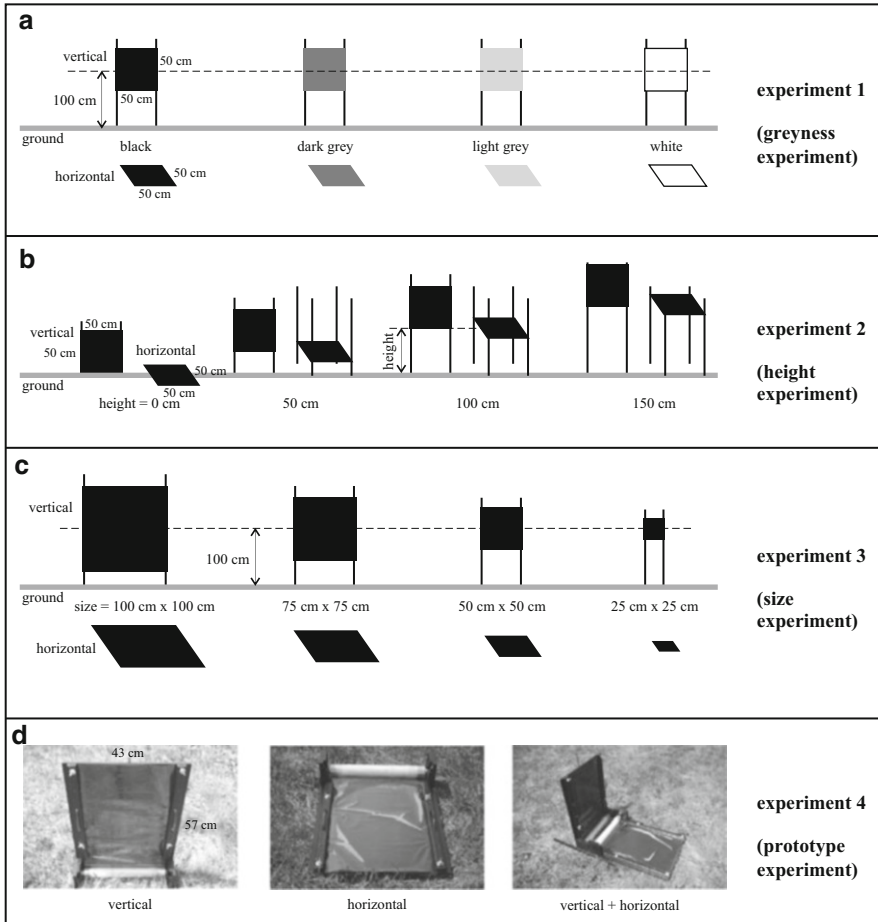 a
vertical
50 cm
100 cm
50 cm
experiment 1
(greyness
experiment)
ground
black
dark grey
light grey
white
horizontal
50 cm
50 cm
b
vertical
50 cm
50 cm
horizontal
50 cm
50 cm
height
experiment 2
(height
experiment)
ground
height = 0 cm
50 cm
100 cm
150 cm
c
vertical
100 cm
experiment 3
(size
experiment)
ground
size = 100 cm x 100 cm
75 cm x 75 cm
50 cm x 50 cm
25 cm x 25 cm
horizontal
d
43 cm
57 cm
experiment 4
(prototype
experiment)
vertical
horizontal
vertical + horizontal